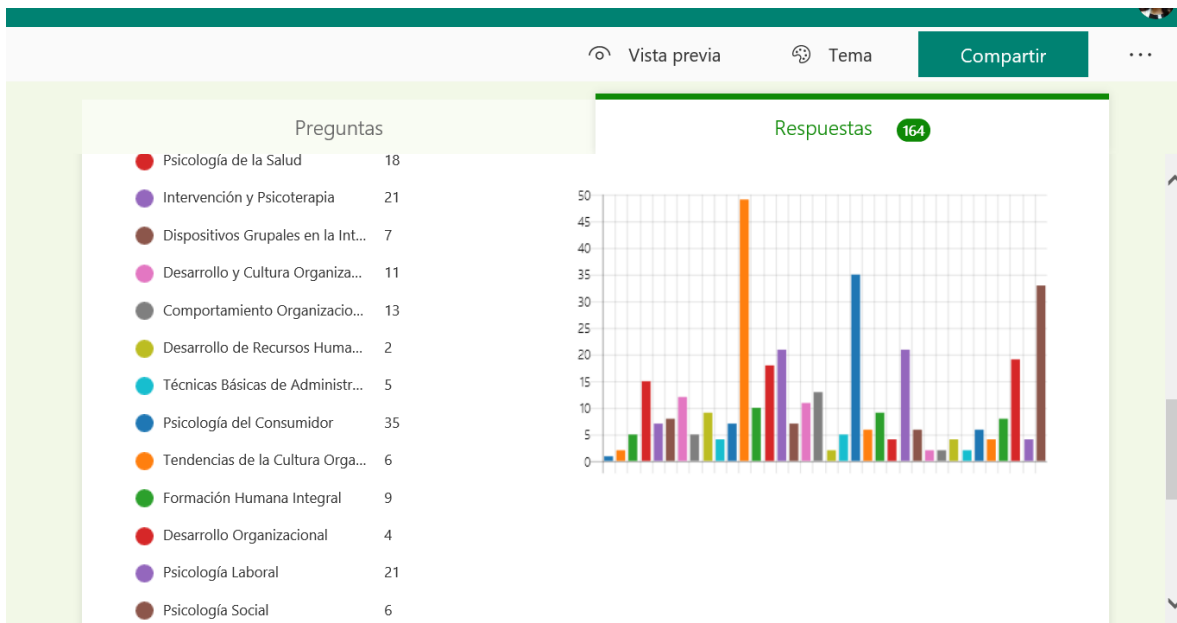 Vista previa Tema Compartir ...
Preguntas Respuestas 164
Psicología de la Salud 18
Intervención y Psicoterapia 21
Dispositivos Grupales en la Int... 7
Desarrollo y Cultura Organiza... 11
Comportamiento Organizacio... 13
Desarrollo de Recursos Huma... 2
Técnicas Básicas de Administr... 5
Psicología del Consumidor 35
Tendencias de la Cultura Orga... 6
Formación Humana Integral 9
Desarrollo Organizacional 4
Psicología Laboral 21
Psicología Social 6
50
45
40
35
30
25
20
15
10
5
0